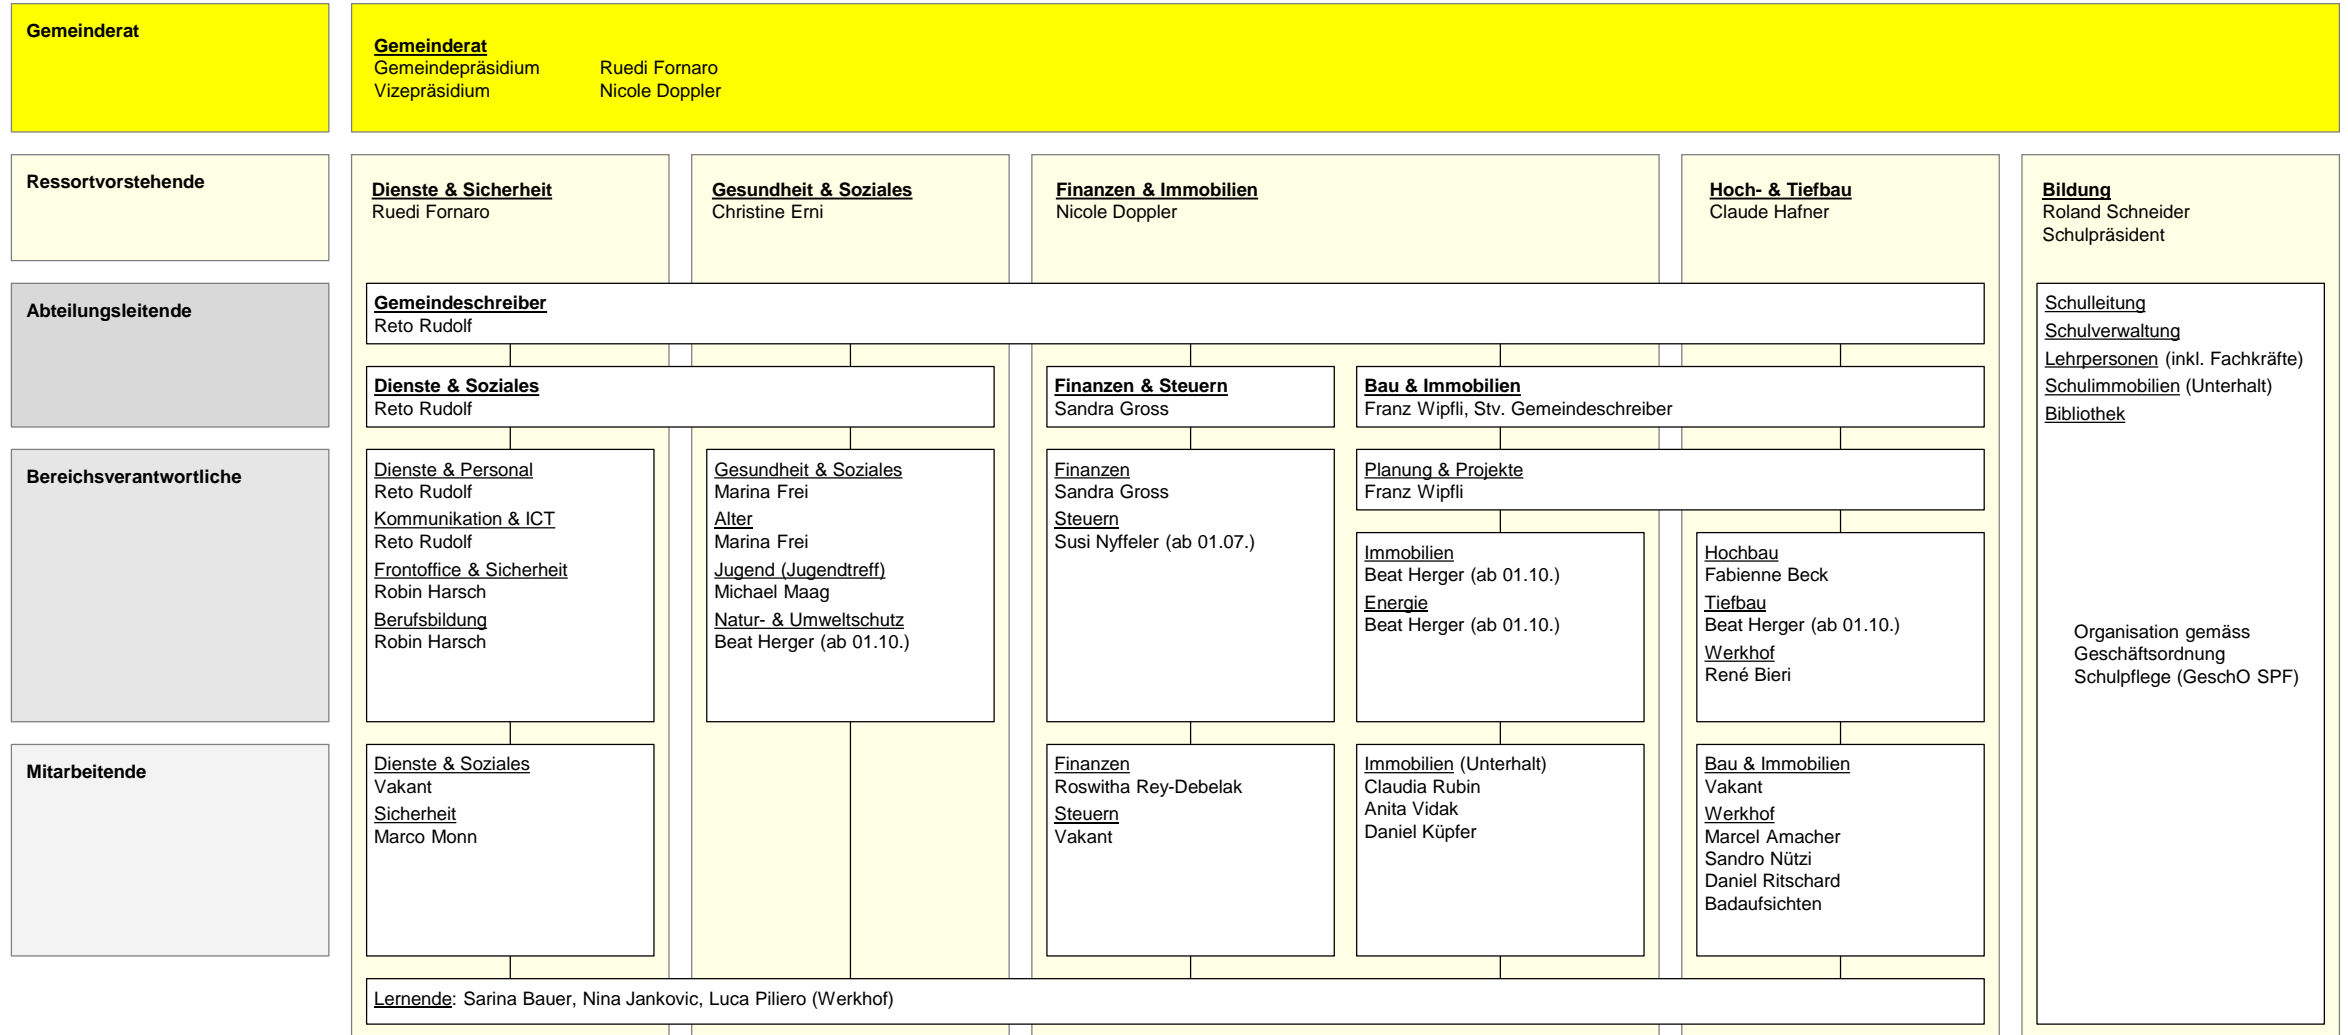 Gemeinderat
Gemeinderat
Gemeindepräsidium Ruedi Fornaro
Vizepräsidium Nicole Doppler
Ressortvorstehende
Dienste & Sicherheit
Ruedi Fornaro
Gesundheit & Soziales
Christine Erni
Finanzen & Immobilien
Nicole Doppler
Hoch- & Tiefbau
Claude Hafner
Bildung
Roland Schneider
Schulpräsident
Abteilungsleitende
Gemeindeschreiber
Reto Rudolf
Dienste & Soziales
Reto Rudolf
Finanzen & Steuern
Sandra Gross
Bau & Immobilien
Franz Wipfli, Stv. Gemeindeschreiber
Schulleitung
Schulverwaltung
Lehrpersonen (inkl. Fachkräfte)
Schulimmobilien (Unterhalt)
Bibliothek
Organisation gemäss
Geschäftsordnung
Schulpflege (GeschO SPF)
Bereichsverantwortliche
Dienste & Personal
Reto Rudolf
Kommunikation & ICT
Reto Rudolf
Frontoffice & Sicherheit
Robin Harsch
Berufsbildung
Robin Harsch
Gesundheit & Soziales
Marina Frei
Alter
Marina Frei
Jugend (Jugendtreff)
Michael Maag
Natur- & Umweltschutz
Beat Herger (ab 01.10.)
Finanzen
Sandra Gross
Steuern
Susi Nyffeler (ab 01.07.)
Planung & Projekte
Franz Wipfli
Immobilien
Beat Herger (ab 01.10.)
Energie
Beat Herger (ab 01.10.)
Hochbau
Fabienne Beck
Tiefbau
Beat Herger (ab 01.10.)
Werkhof
René Bieri
Mitarbeitende
Dienste & Soziales
Vakant
Sicherheit
Marco Monn
Finanzen
Roswitha Rey-Debelak
Steuern
Vakant
Immobilien (Unterhalt)
Claudia Rubin
Anita Vidak
Daniel Küpfer
Bau & Immobilien
Vakant
Werkhof
Marcel Amacher
Sandro Nützi
Daniel Ritschard
Badaufsichten
Lernende: Sarina Bauer, Nina Jankovic, Luca Piliero (Werkhof)